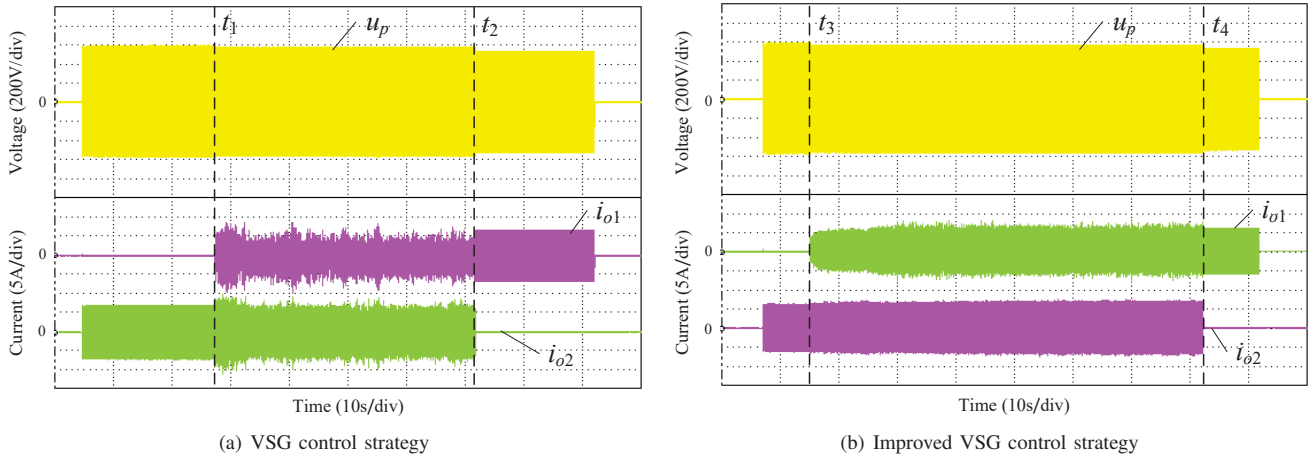 Voltage (200V/div)
0
t1
up
t2
Current (5A/div)
0
0
io1
io2
Time (10s/div)
(a) VSG control strategy
Voltage (200V/div)
0
t3
up
t4
Current (5A/div)
0
0
io1
io2
Time (10s/div)
(b) Improved VSG control strategy